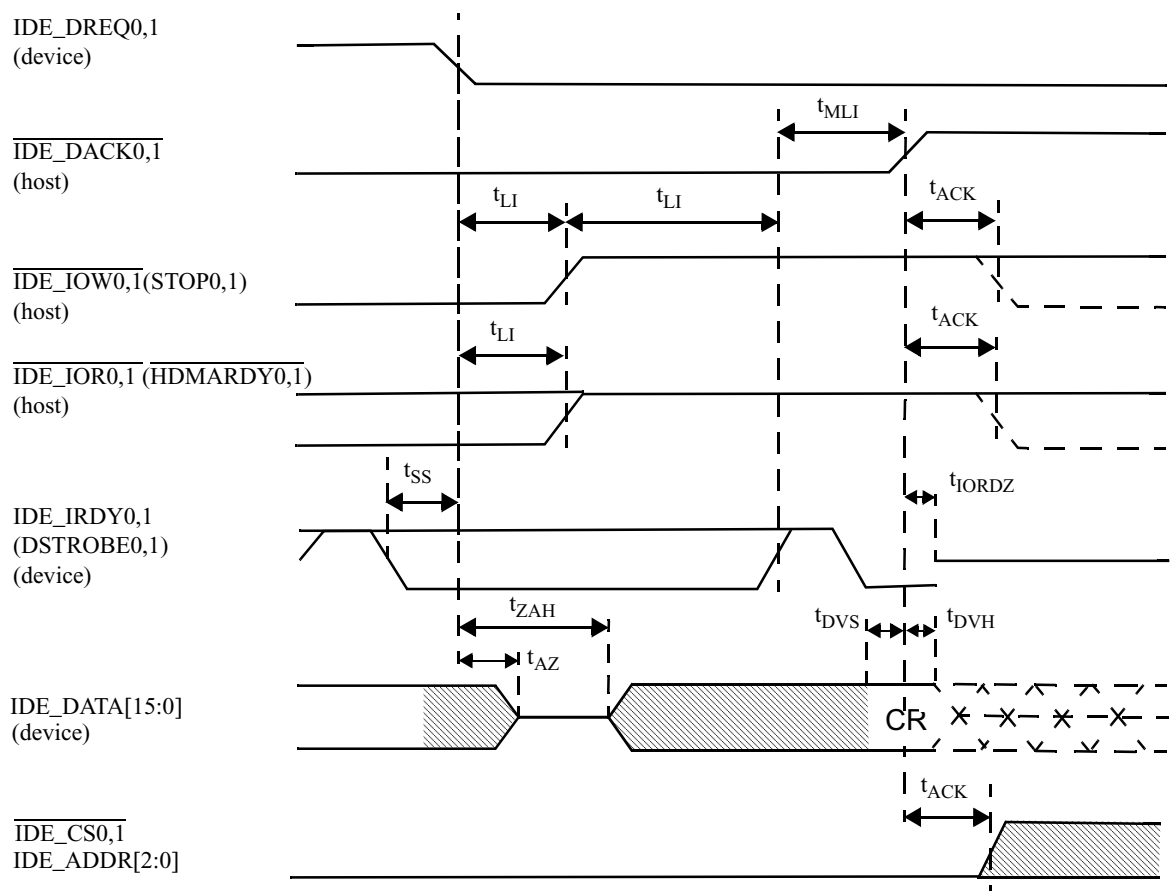 IDE_DREQ0,1
(device)
tMLI
IDE_DACK0,1
(host)
tLI
tLI
tACK
IDE_IOW0,1(STOP0,1)
(host)
tLI
tACK
IDE_IOR0,1 (HDMARDY0,1)
(host)
tSS
tIORDZ
IDE_IRDY0,1
(DSTROBE0,1)
(device)
tZAH
tDVS
tDVH
tAZ
IDE_DATA[15:0]
(device)
CR
tACK
IDE_CS0,1
IDE_ADDR[2:0]